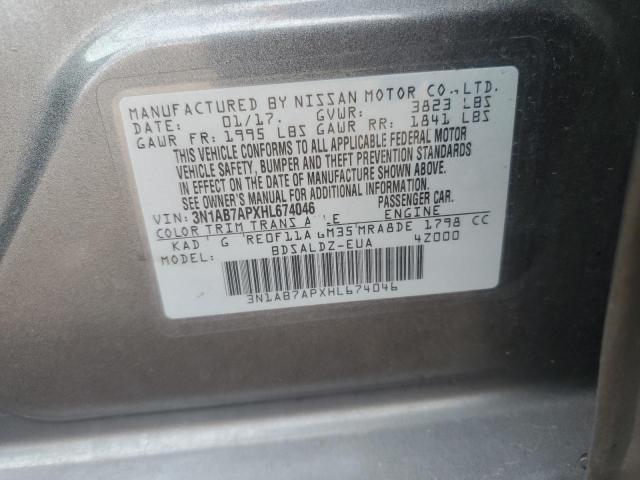 MANUFACTURED BY NISSAN MOTOR CO.,LTD.
DATE: 01/17. GVWR: 3823 LBS
GAWR FR: 1995 LBS GAWR RR: 1841 LBS
THIS VEHICLE CONFORMS TO ALL APPLICABLE FEDERAL MOTOR
VEHICLE SAFETY, BUMPER AND THEFT PREVENTION STANDARDS
IN EFFECT ON THE DATE OF MANUFACTURE SHOWN ABOVE.
SEE OWNER'S MANUAL FOR ADDITIONAL INFORMATION.
VIN: 3N1AB7APXHL674046 PASSENGER CAR.
COLOR TRIM TRANS A E ENGINE
KAD G RE0F11A M35 MRA8DE 1798 CC
MODEL: BDSALDZ-EUA 4Z000
3N1AB7APXHL674046